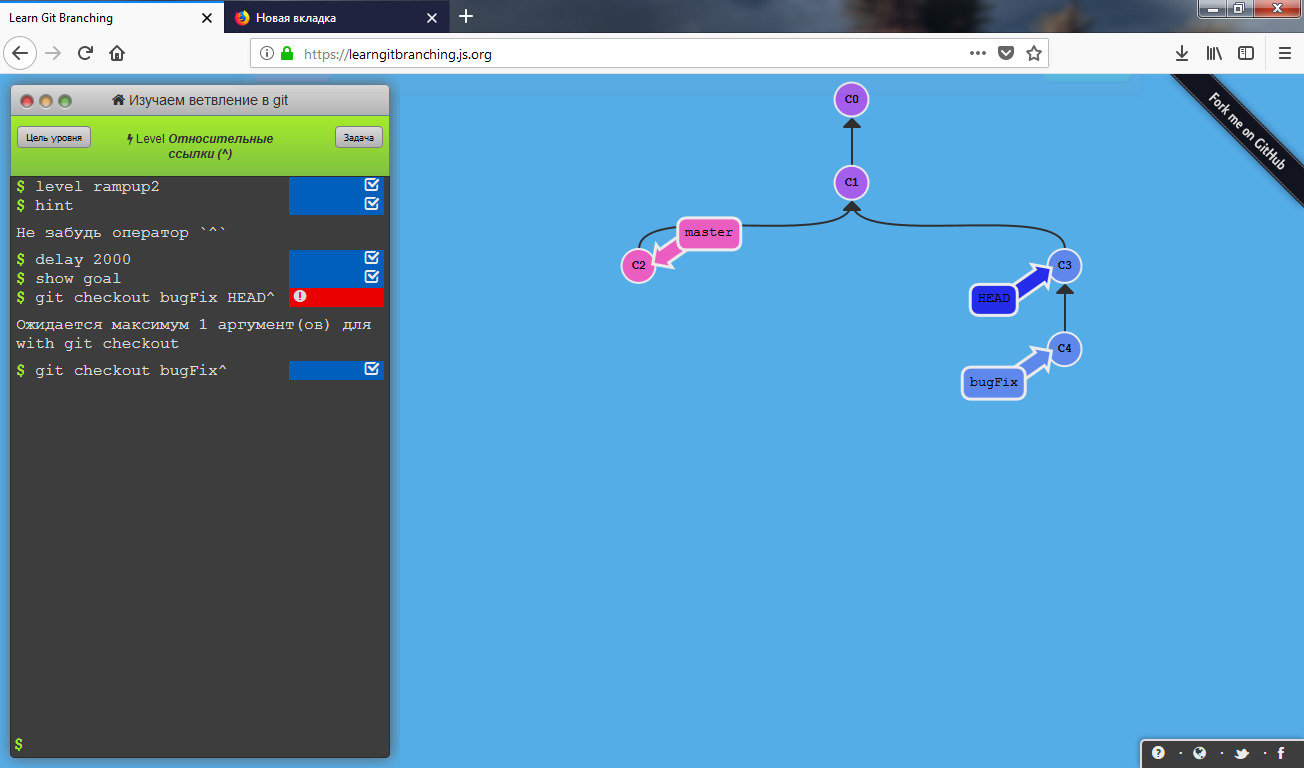 Learn Git Branching
Новая вкладка
https://learngitbranching.js.org
Изучаем ветвление в git
Цель уровня
Level Относительные
ссылки (^)
Задача
$ level rampup2
$ hint
Не забудь оператор `^`
$ delay 2000
$ show goal
$ git checkout bugFix HEAD^
Ожидается максимум 1 аргумент(ов) для
with git checkout
$ git checkout bugFix^
$
C0
C1
master
C2
C3
HEAD
C4
bugFix
Fork me on GitHub